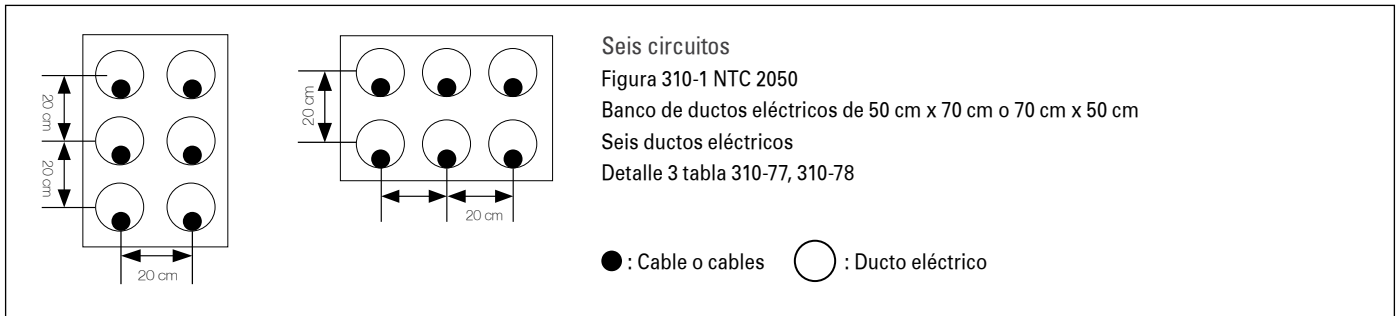 20 cm
20 cm
20 cm
20 cm
20 cm
Seis circuitos
Figura 310-1 NTC 2050
Banco de ductos eléctricos de 50 cm x 70 cm o 70 cm x 50 cm
Seis ductos eléctricos
Detalle 3 tabla 310-77, 310-78
: Cable o cables
: Ducto eléctrico